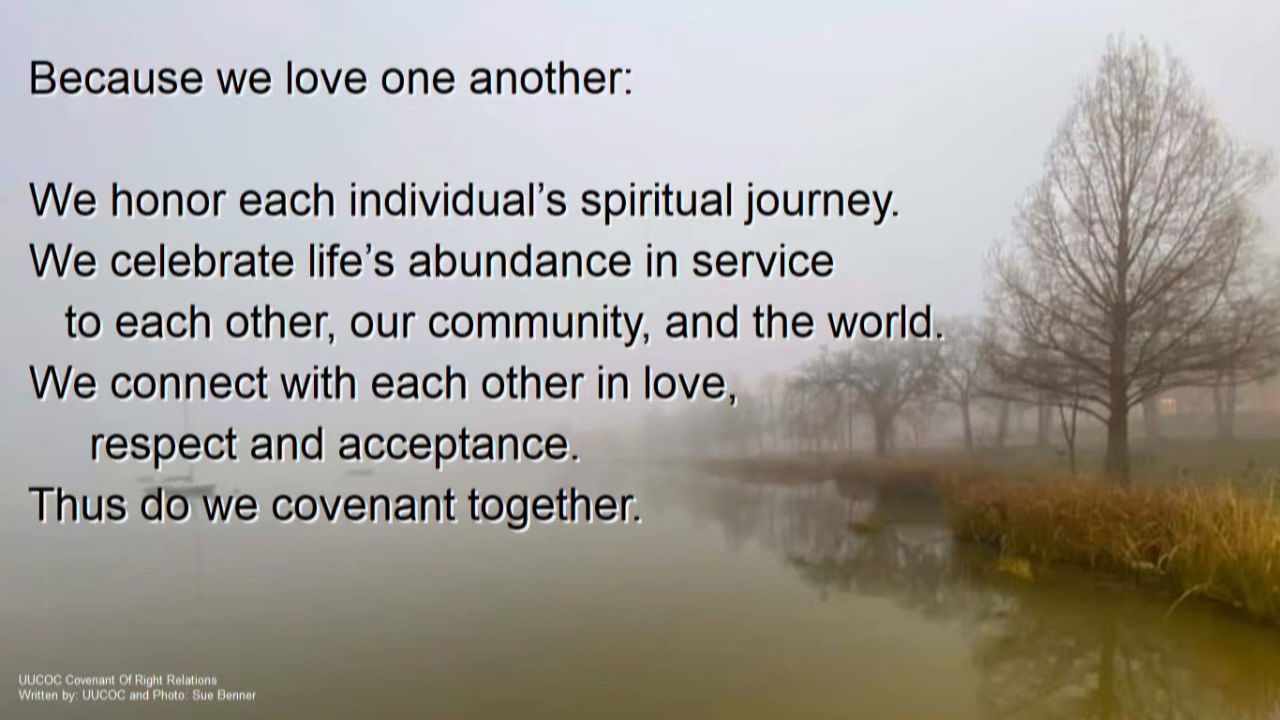 Because we love one another:
We honor each individual’s spiritual journey.
We celebrate life’s abundance in service
to each other, our community, and the world.
We connect with each other in love,
respect and acceptance.
Thus do we covenant together.
UUCOC Covenant Of Right Relations
Written by: UUCOC and Photo: Sue Benner